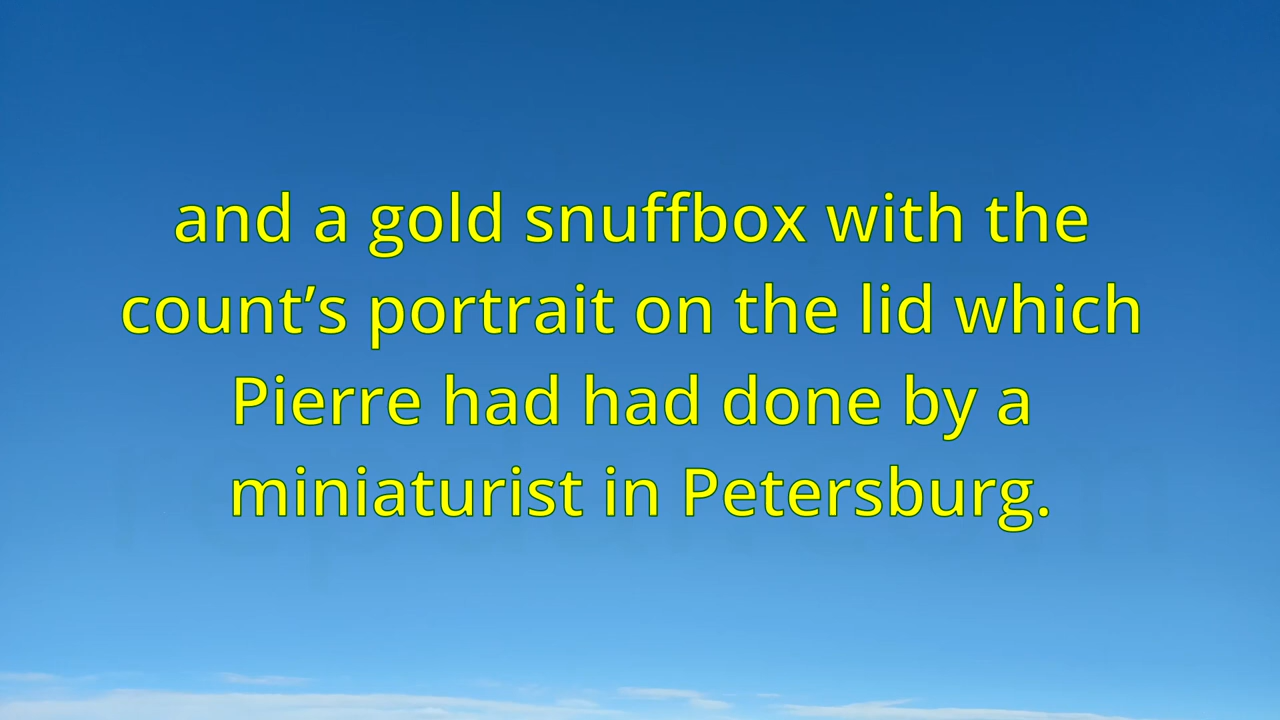 and a gold snuffbox with the
count’s portrait on the lid which
Pierre had had done by a
miniaturist in Petersburg.